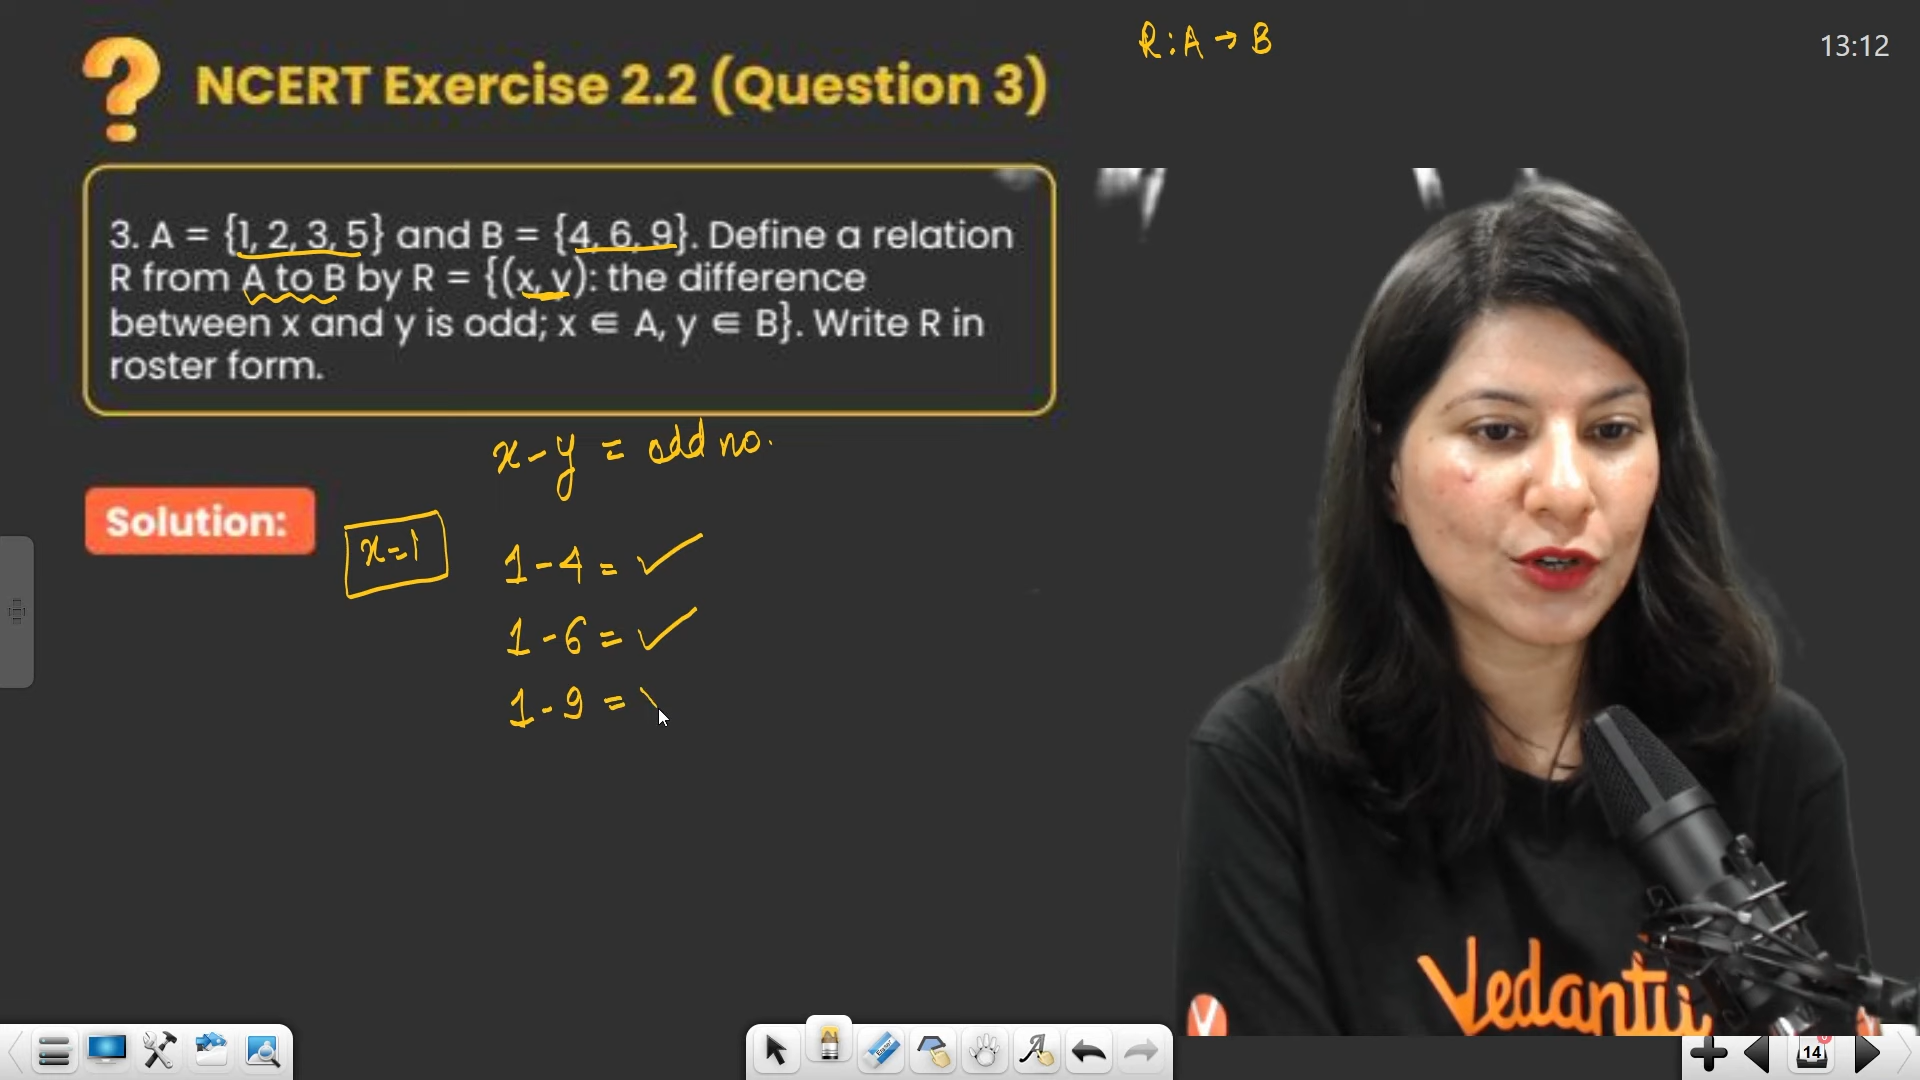 R : A → B
13:12
NCERT Exercise 2.2 (Question 3)
3. A = {1, 2, 3, 5} and B = {4, 6, 9}. Define a relation
R from A to B by R = {(x, y): the difference
between x and y is odd; x ∈ A, y ∈ B}. Write R in
roster form.
x - y = odd no.
Solution:
x=1
1 - 4 = ✓
1 - 6 = ✓
1 - 9 =
Vedantu
14